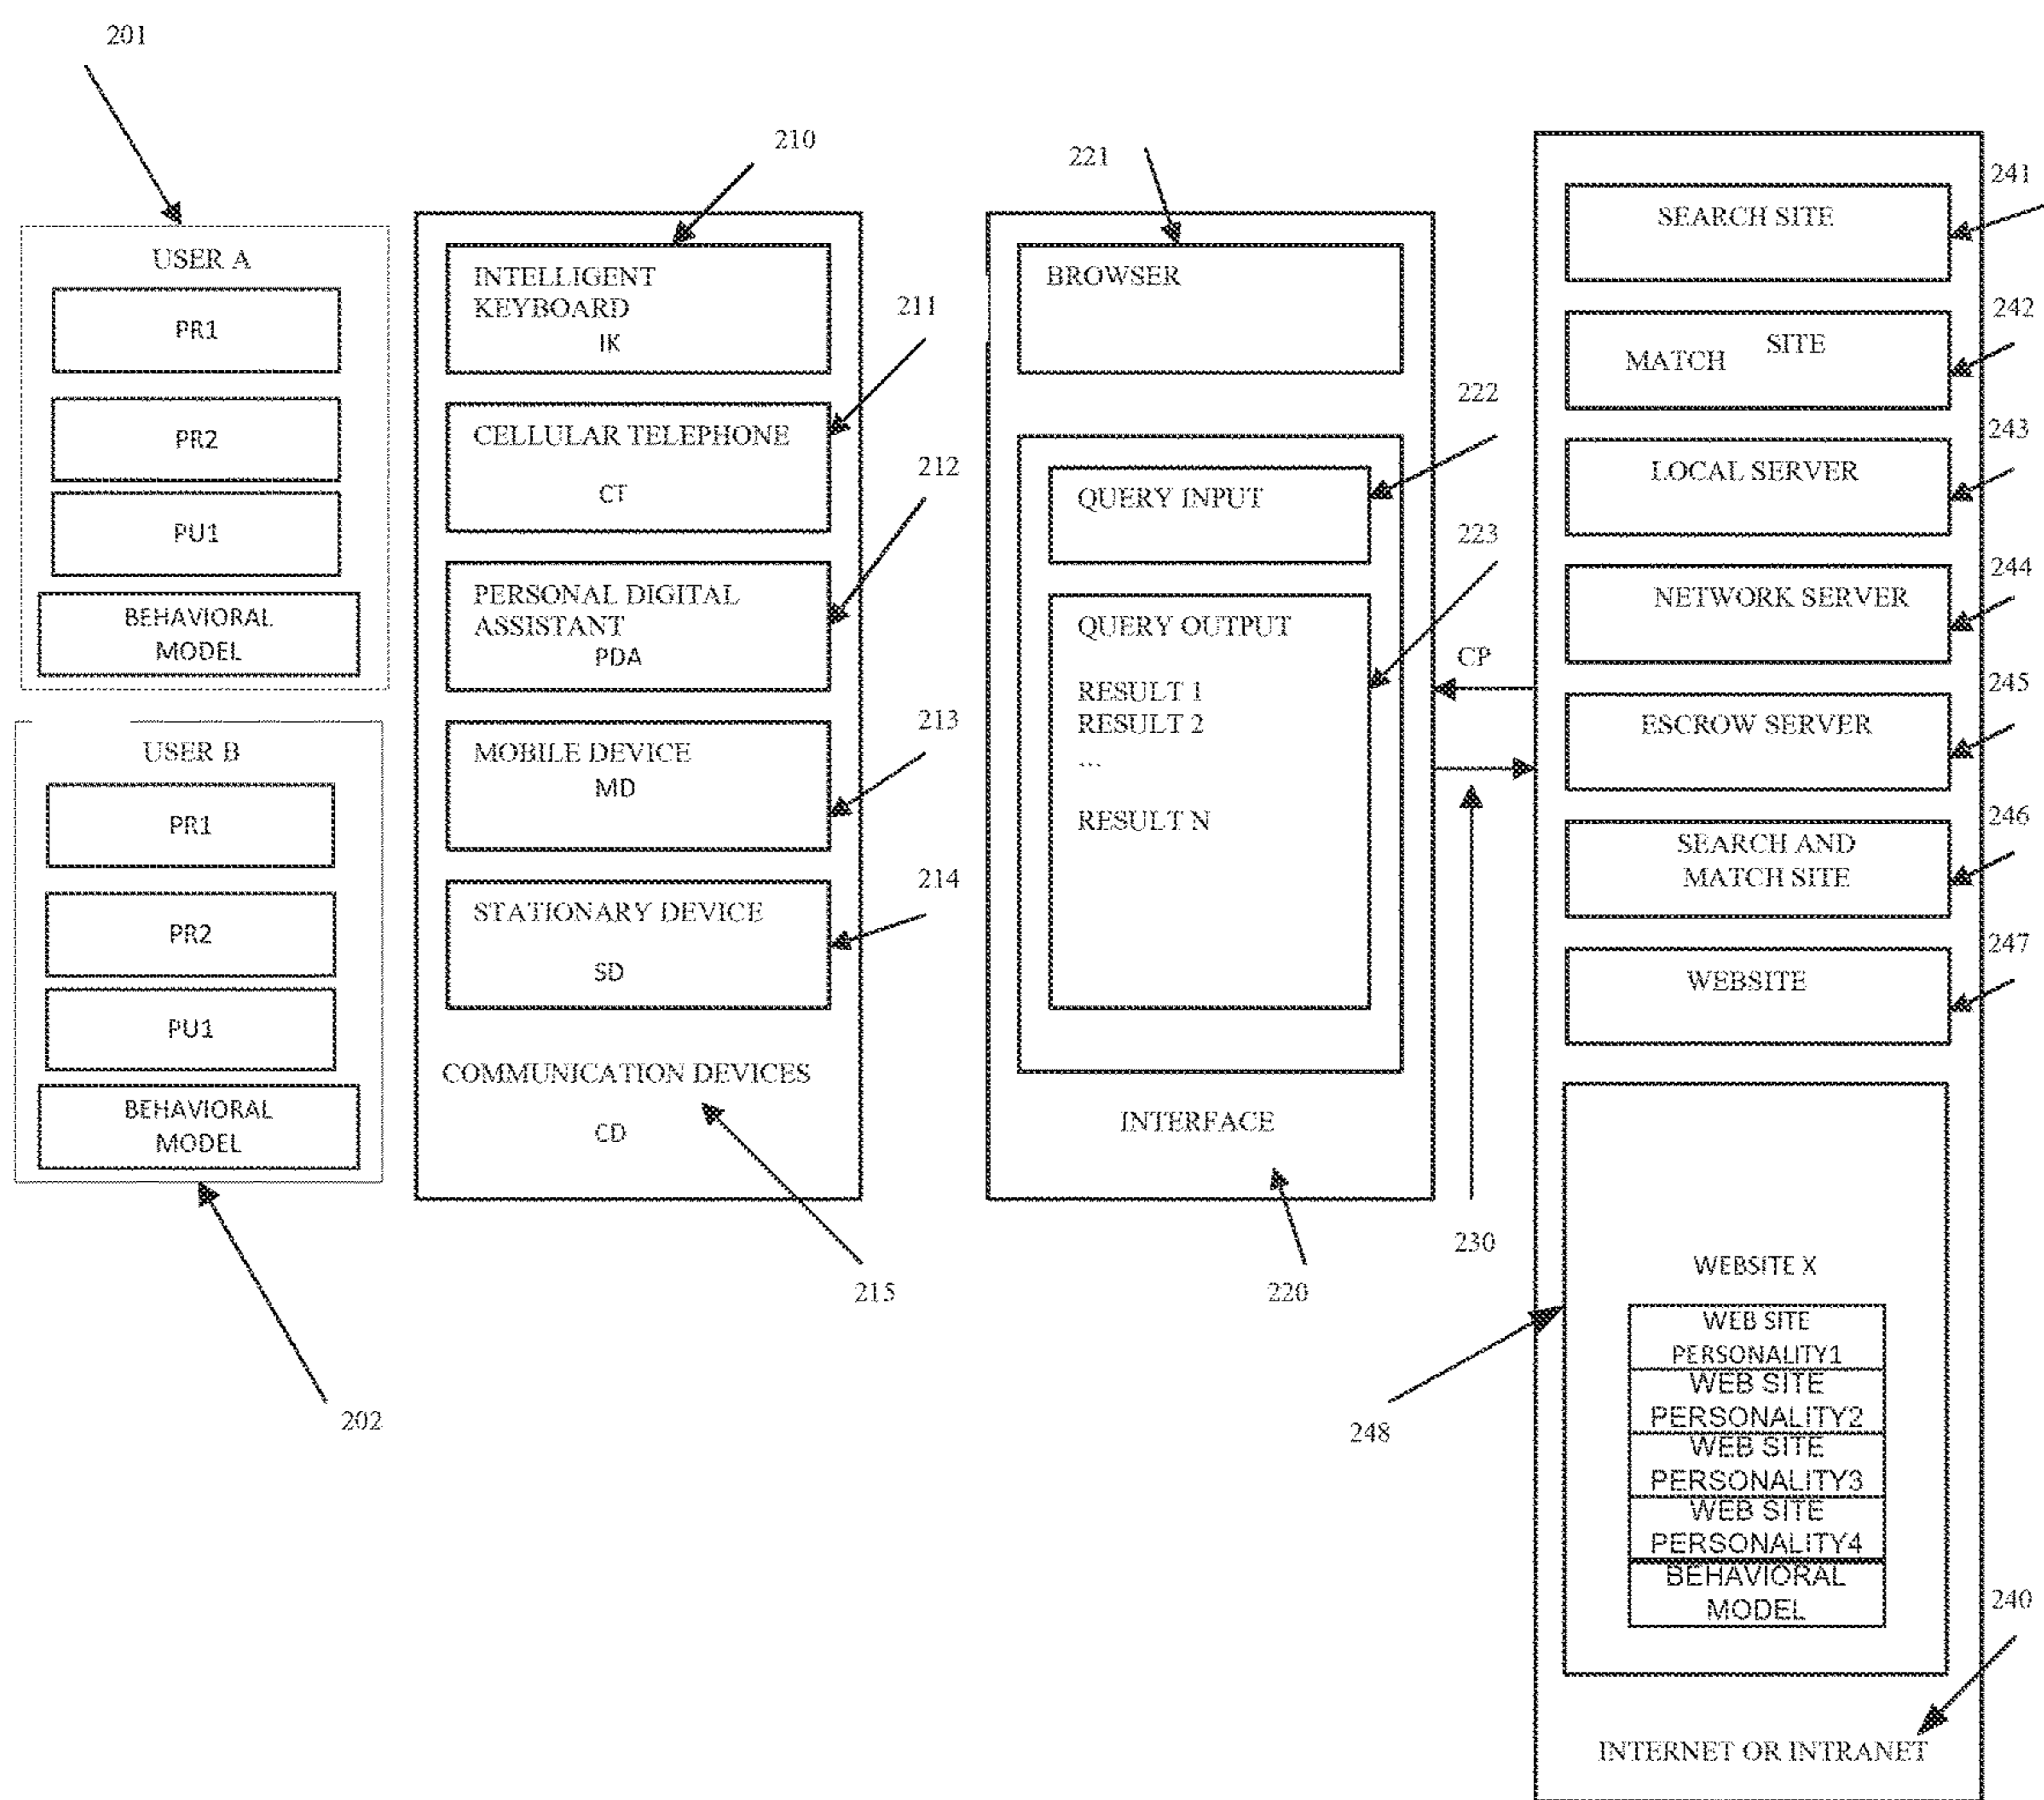 201
USER A
PR1
PR2
PU1
BEHAVIORAL
MODEL
USER B
PR1
PR2
PU1
BEHAVIORAL
MODEL
202
210
INTELLIGENT
KEYBOARD
IK
211
CELLULAR TELEPHONE
CT
212
PERSONAL DIGITAL
ASSISTANT
PDA
213
MOBILE DEVICE
MD
214
STATIONARY DEVICE
SD
COMMUNICATION DEVICES
CD
215
221
BROWSER
222
QUERY INPUT
223
QUERY OUTPUT
RESULT 1
RESULT 2
...
RESULT N
INTERFACE
220
CP
230
241
SEARCH SITE
242
MATCH SITE
243
LOCAL SERVER
244
NETWORK SERVER
245
ESCROW SERVER
246
SEARCH AND
MATCH SITE
247
WEBSITE
WEBSITE X
WEB SITE
PERSONALITY1
WEB SITE
PERSONALITY2
WEB SITE
PERSONALITY3
WEB SITE
PERSONALITY4
BEHAVIORAL
MODEL
248
240
INTERNET OR INTRANET